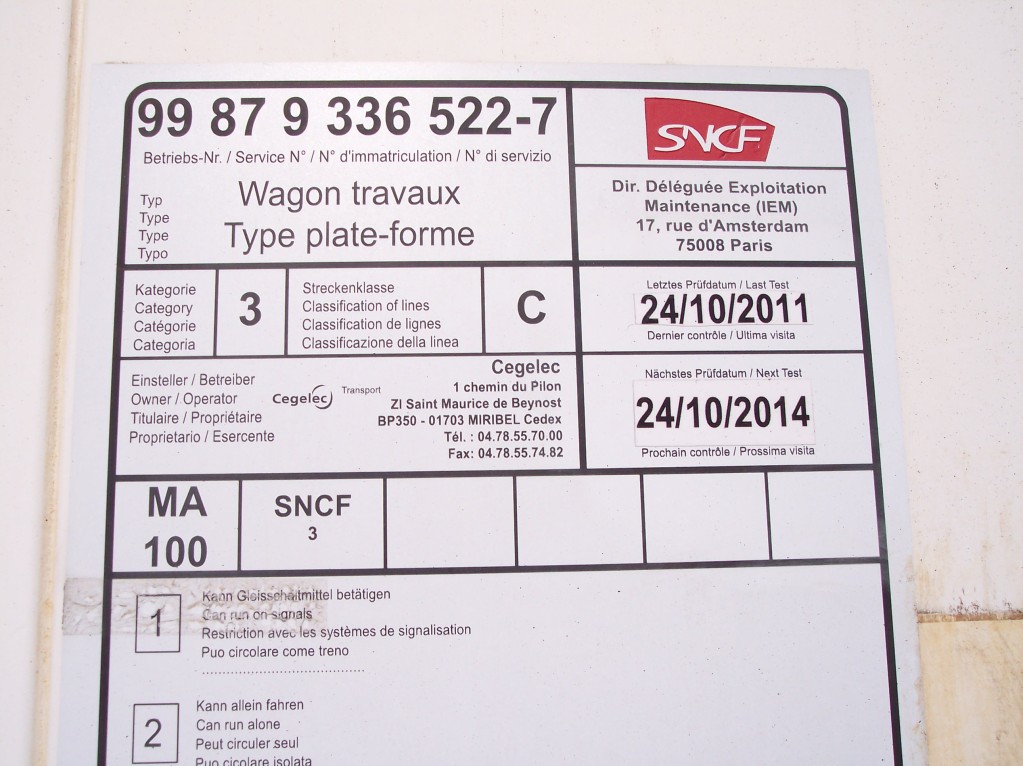 99 87 9 336 522-7
Betriebs-Nr. / Service N° / N° d'immatriculation / N° di servizio
Typ
Type
Type
Typo
Wagon travaux
Type plate-forme
SNCF
Dir. Déléguée Exploitation
Maintenance (IEM)
17, rue d'Amsterdam
75008 Paris
Kategorie
Category
Catégorie
Categoria
3
Streckenklasse
Classification of lines
Classification de lignes
Classificazione della linea
C
Letztes Prüfdatum / Last Test
24/10/2011
Dernier contrôle / Ultima visita
Einsteller / Betreiber
Owner / Operator
Titulaire / Propriétaire
Proprietario / Esercente
Cegelec
Transport
Cegelec
1 chemin du Pilon
ZI Saint Maurice de Beynost
BP350 - 01703 MIRIBEL Cedex
Tél. : 04.78.55.70.00
Fax: 04.78.55.74.82
Nächstes Prüfdatum / Next Test
24/10/2014
Prochain contrôle / Prossima visita
MA
100
SNCF
3
1
Kann Gleisschaltmittel betätigen
Can run on signals
Restriction avec les systèmes de signalisation
Puo circolare come treno
2
Kann allein fahren
Can run alone
Peut circuler seul
Puo cicolare isolata